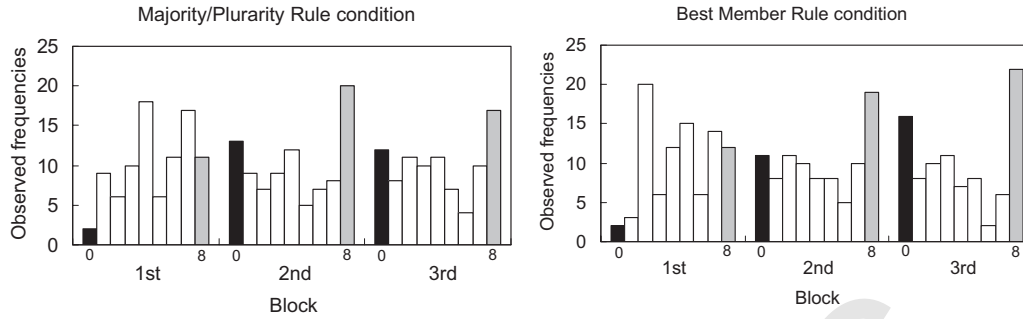 Majority/Plurarity Rule condition
Observed frequencies
25
20
15
10
5
0
0 8 0 8 0 8
1st 2nd 3rd
Block
Best Member Rule condition
Observed frequencies
25
20
15
10
5
0
0 8 0 8 0 8
1st 2nd 3rd
Block